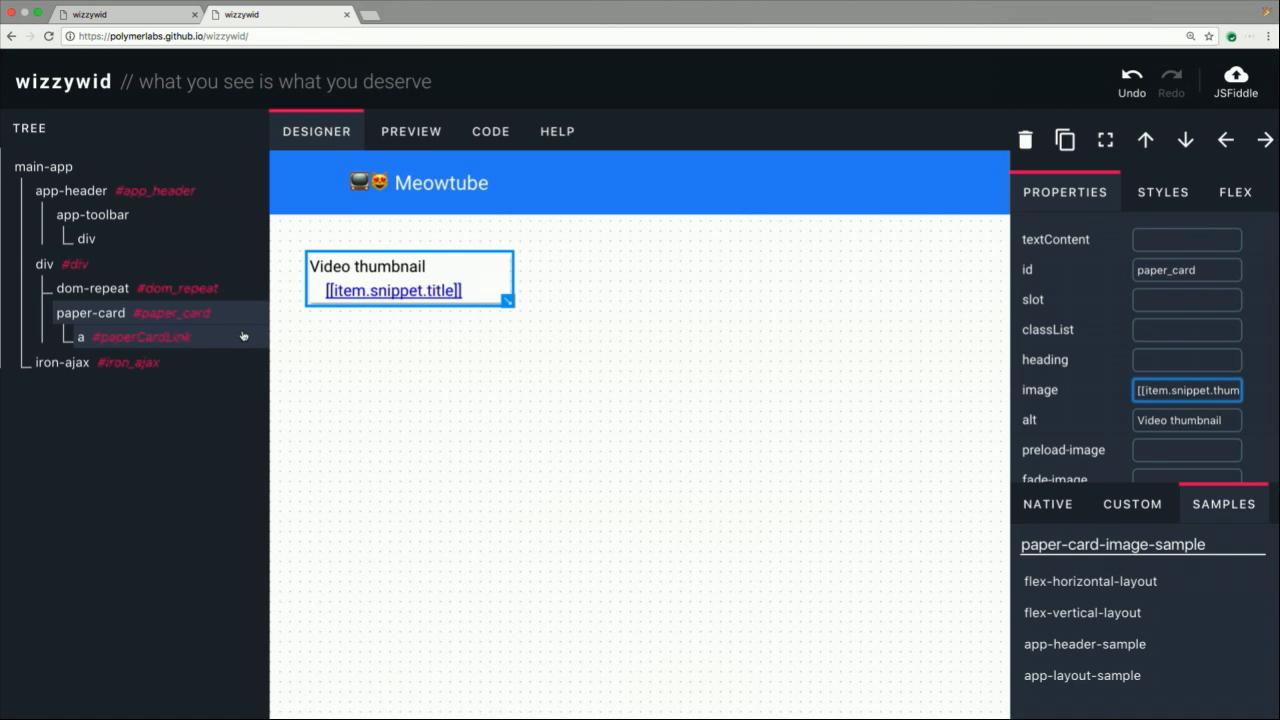 wizzywid
wizzywid
https://polymerlabs.github.io/wizzywid/
wizzywid // what you see is what you deserve
Undo
Redo
JSFiddle
TREE
DESIGNER
PREVIEW
CODE
HELP
main-app
app-header #app_header
app-toolbar
div
div #div
dom-repeat #dom_repeat
paper-card #paper_card
a #paperCardLink
iron-ajax #iron_ajax
Meowtube
Video thumbnail
[[item.snippet.title]]
PROPERTIES
STYLES
FLEX
textContent
id paper_card
slot
classList
heading
image [[item.snippet.thum
alt Video thumbnail
preload-image
fade-image
NATIVE
CUSTOM
SAMPLES
paper-card-image-sample
flex-horizontal-layout
flex-vertical-layout
app-header-sample
app-layout-sample